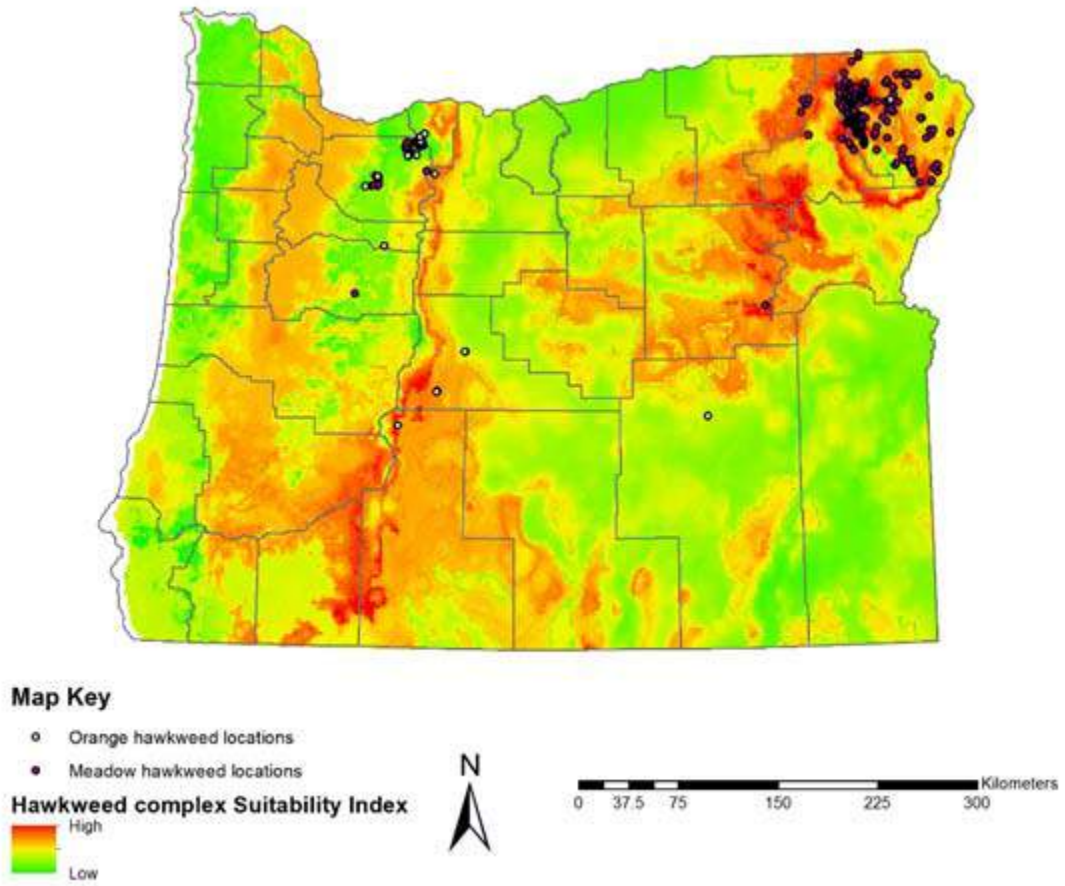 Map Key
Orange hawkweed locations
Meadow hawkweed locations
Hawkweed complex Suitability Index
High
Low
N
Kilometers
0 37.5 75 150 225 300